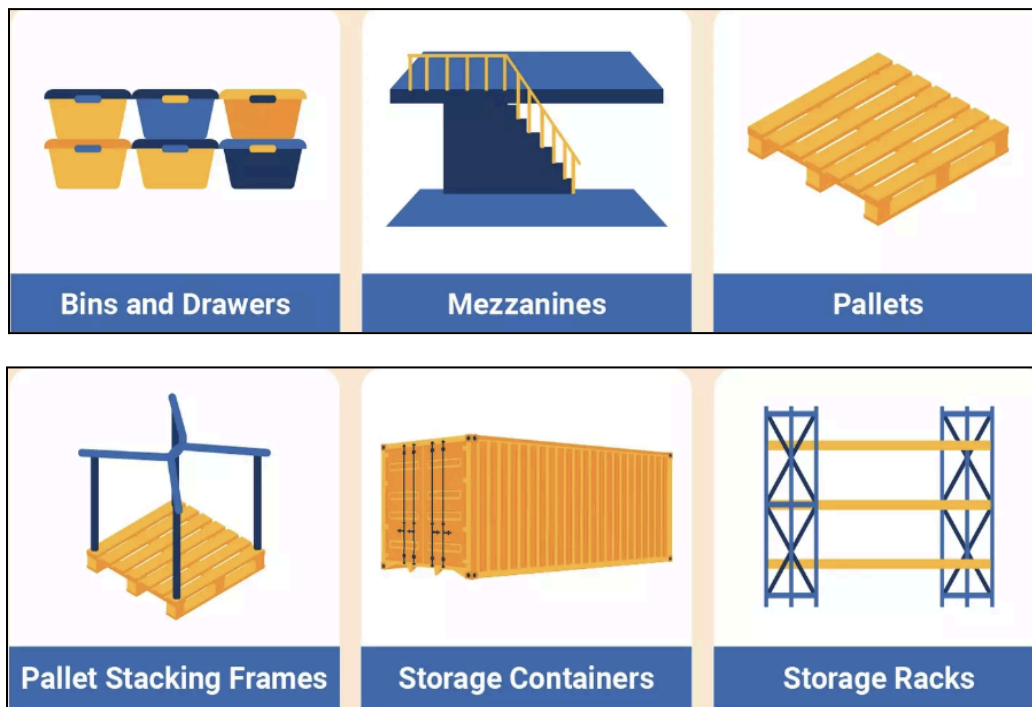 Bins and Drawers
Mezzanines
Pallets
Pallet Stacking Frames
Storage Containers
Storage Racks